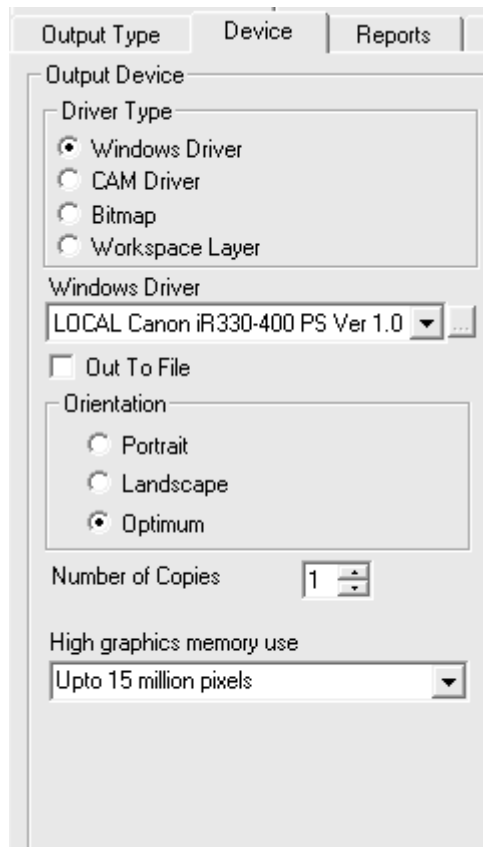 Output Type Device Reports
Output Device
Driver Type
Windows Driver
CAM Driver
Bitmap
Workspace Layer
Windows Driver
LOCAL Canon iR330-400 PS Ver 1.0 ...
Out To File
Orientation
Portrait
Landscape
Optimum
Number of Copies 1
High graphics memory use
Upto 15 million pixels